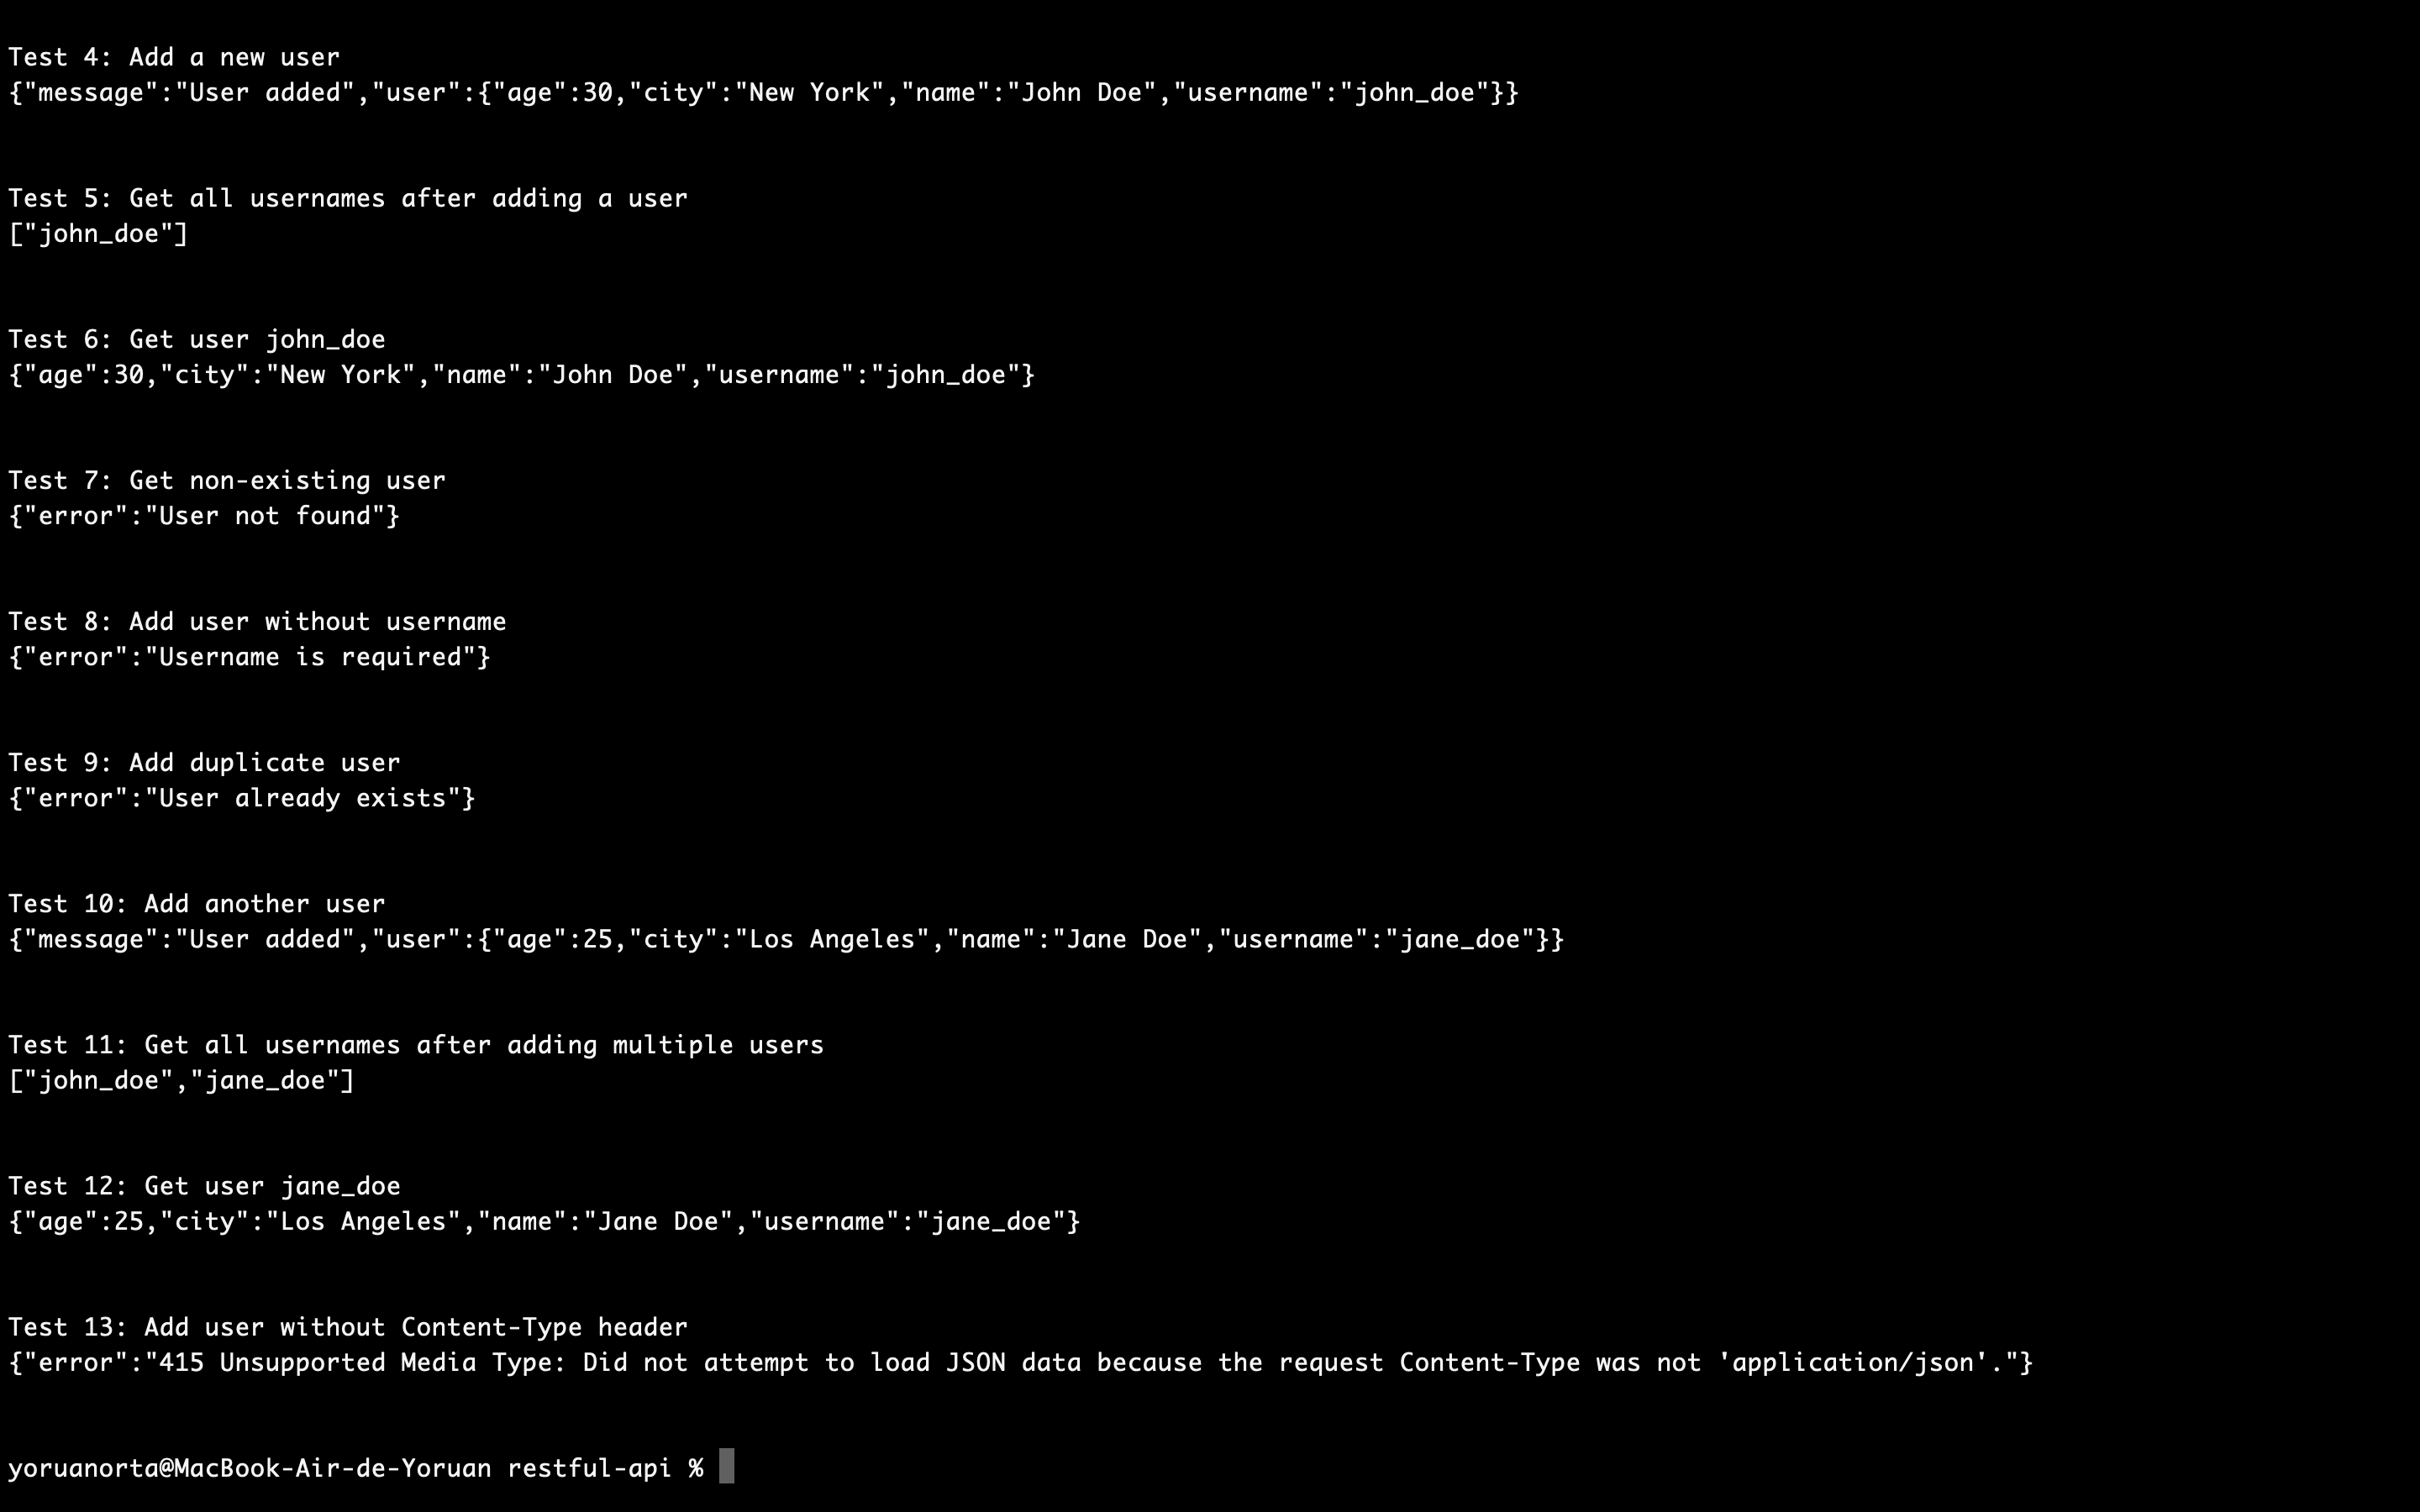 Test 4: Add a new user
{"message":"User added","user":{"age":30,"city":"New York","name":"John Doe","username":"john_doe"}}
Test 5: Get all usernames after adding a user
["john_doe"]
Test 6: Get user john_doe
{"age":30,"city":"New York","name":"John Doe","username":"john_doe"}
Test 7: Get non-existing user
{"error":"User not found"}
Test 8: Add user without username
{"error":"Username is required"}
Test 9: Add duplicate user
{"error":"User already exists"}
Test 10: Add another user
{"message":"User added","user":{"age":25,"city":"Los Angeles","name":"Jane Doe","username":"jane_doe"}}
Test 11: Get all usernames after adding multiple users
["john_doe","jane_doe"]
Test 12: Get user jane_doe
{"age":25,"city":"Los Angeles","name":"Jane Doe","username":"jane_doe"}
Test 13: Add user without Content-Type header
{"error":"415 Unsupported Media Type: Did not attempt to load JSON data because the request Content-Type was not 'application/json'."}
yoruanorta@MacBook-Air-de-Yoruan restful-api %